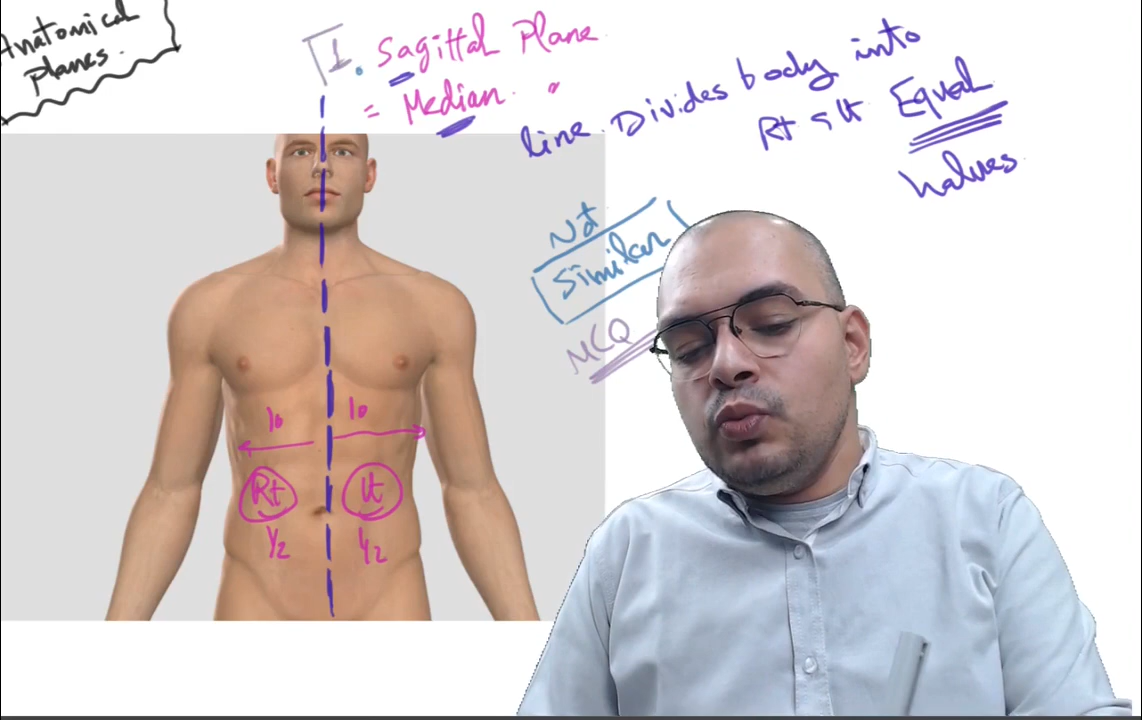 Anatomical
planes.
1. Sagittal Plane
= Median "
line Divides body into
Rt & Lt Equal
halves
Not
Similar
MCQ
10 10
Rt Lt
1/2 1/2